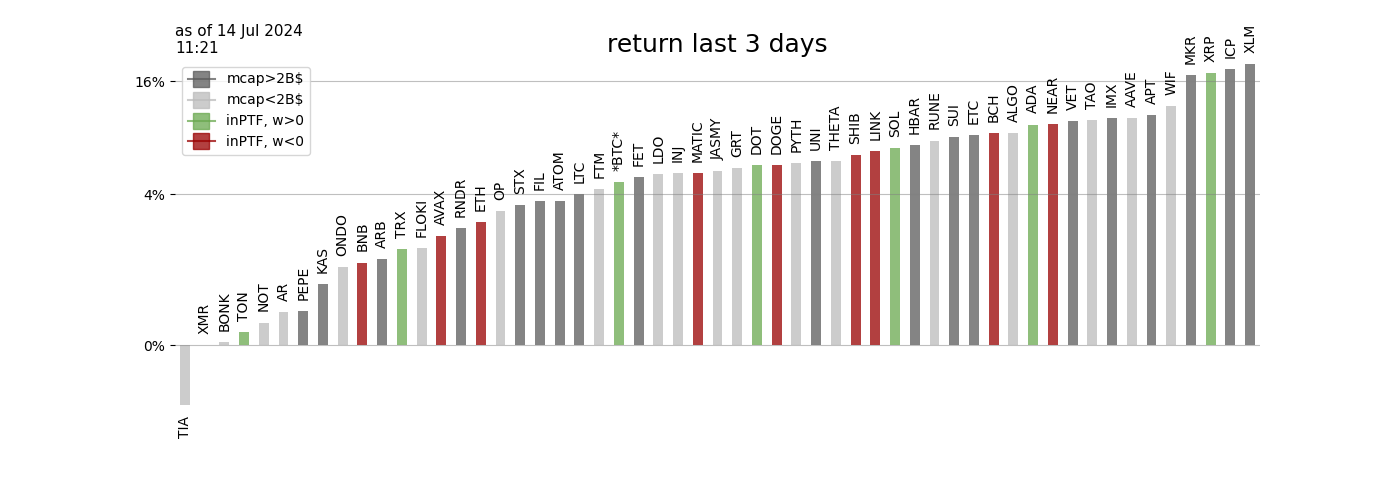 as of 14 Jul 2024
11:21
return last 3 days
mcap>2B$
mcap<2B$
inPTF, w>0
inPTF, w<0
16%
4%
0%
TIA
XMR
BONK
TON
NOT
AR
PEPE
KAS
ONDO
BNB
ARB
TRX
FLOKI
AVAX
RNDR
ETH
OP
STX
FIL
ATOM
LTC
FTM
*BTC*
FET
LDO
INJ
MATIC
JASMY
GRT
DOT
DOGE
PYTH
UNI
THETA
SHIB
LINK
SOL
HBAR
RUNE
SUI
ETC
BCH
ALGO
ADA
NEAR
VET
TAO
IMX
AAVE
APT
WIF
MKR
XRP
ICP
XLM